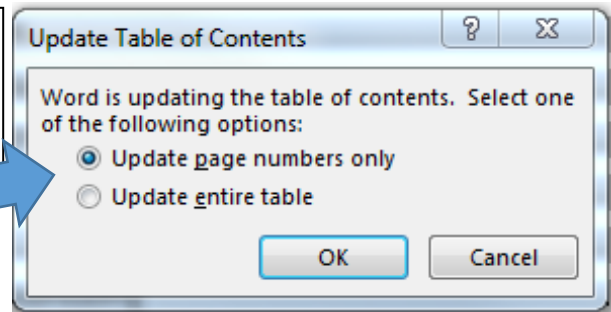 Update Table of Contents
Word is updating the table of contents. Select one
of the following options:
Update page numbers only
Update entire table
OK
Cancel